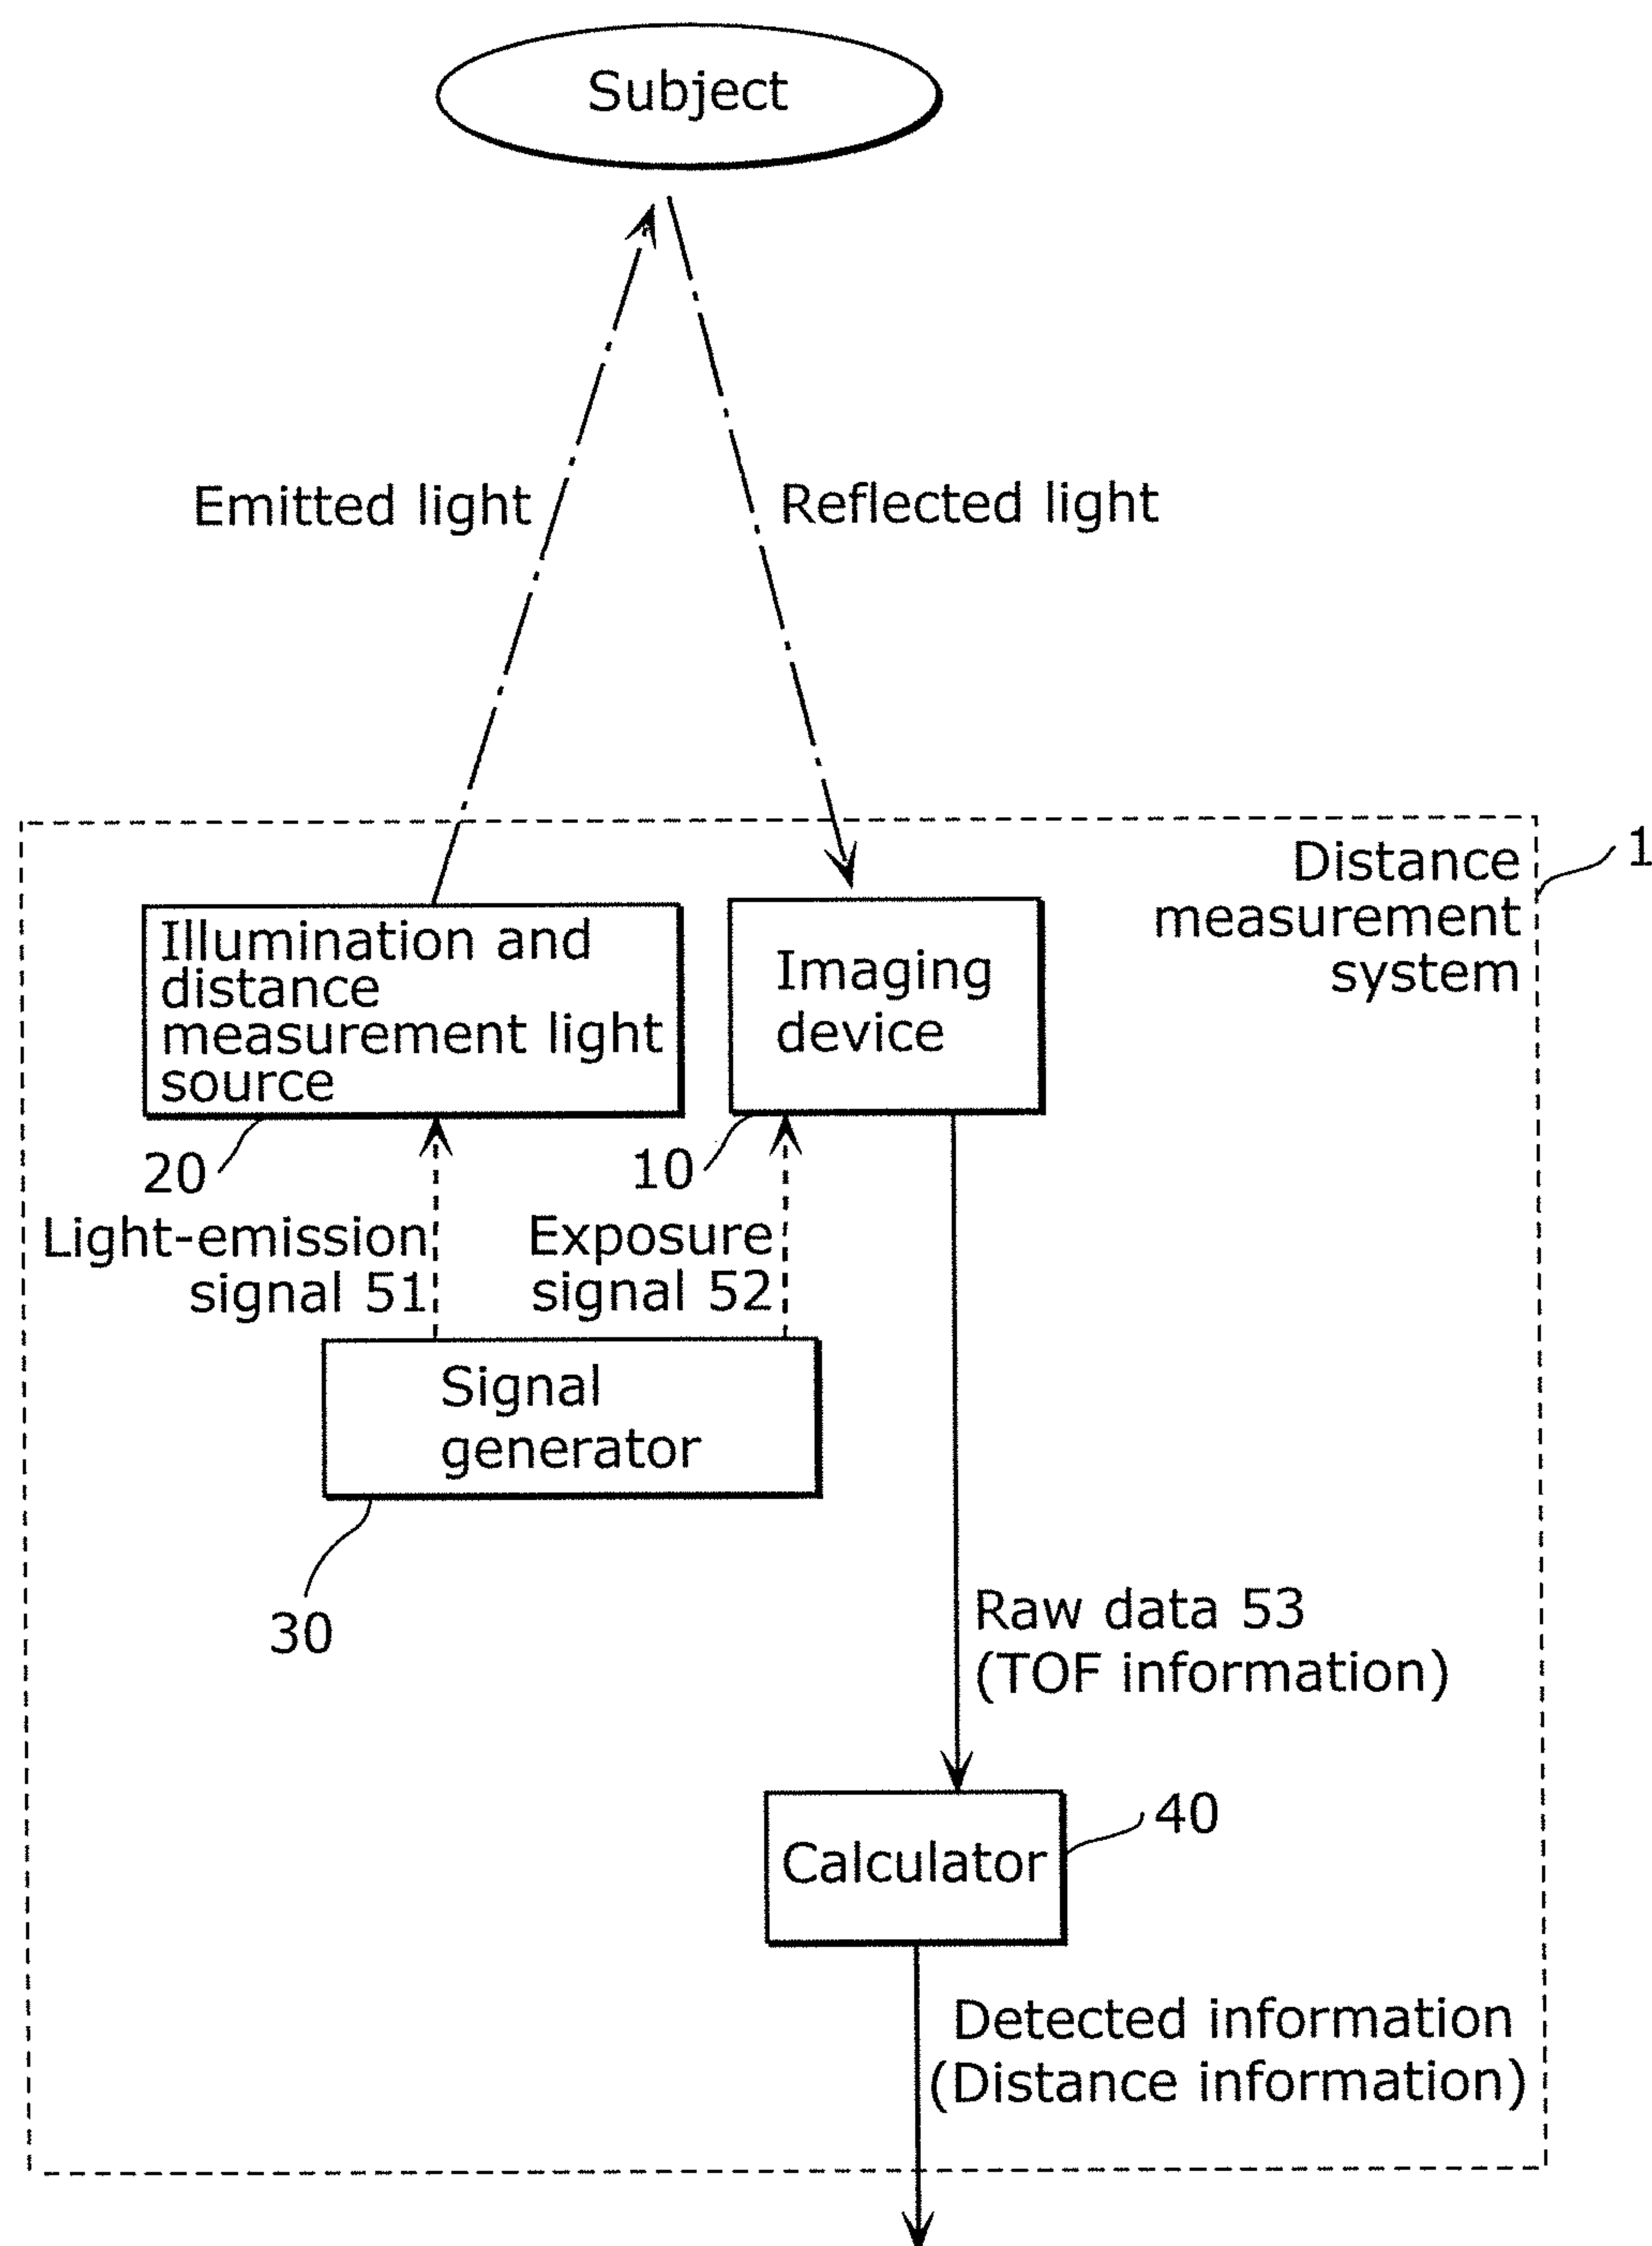 Subject
Emitted light
Reflected light
1
Distance
measurement
system
Illumination and
distance
measurement light
source
Imaging
device
20
10
Light-emission
signal 51
Exposure
signal 52
Signal
generator
30
Raw data 53
(TOF information)
40
Calculator
Detected information
(Distance information)